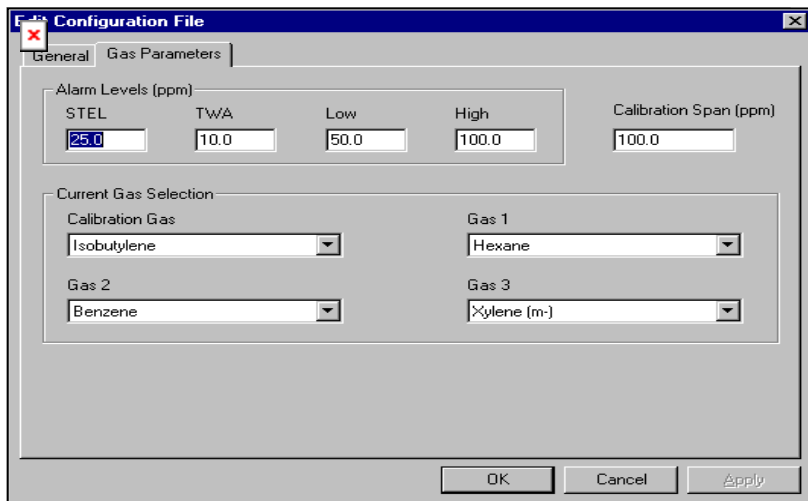 Edit Configuration File
General Gas Parameters
Alarm Levels (ppm)
STEL TWA Low High Calibration Span (ppm)
25.0 10.0 50.0 100.0 100.0
Current Gas Selection
Calibration Gas Gas 1
Isobutylene Hexane
Gas 2 Gas 3
Benzene Xylene (m-)
OK Cancel Apply